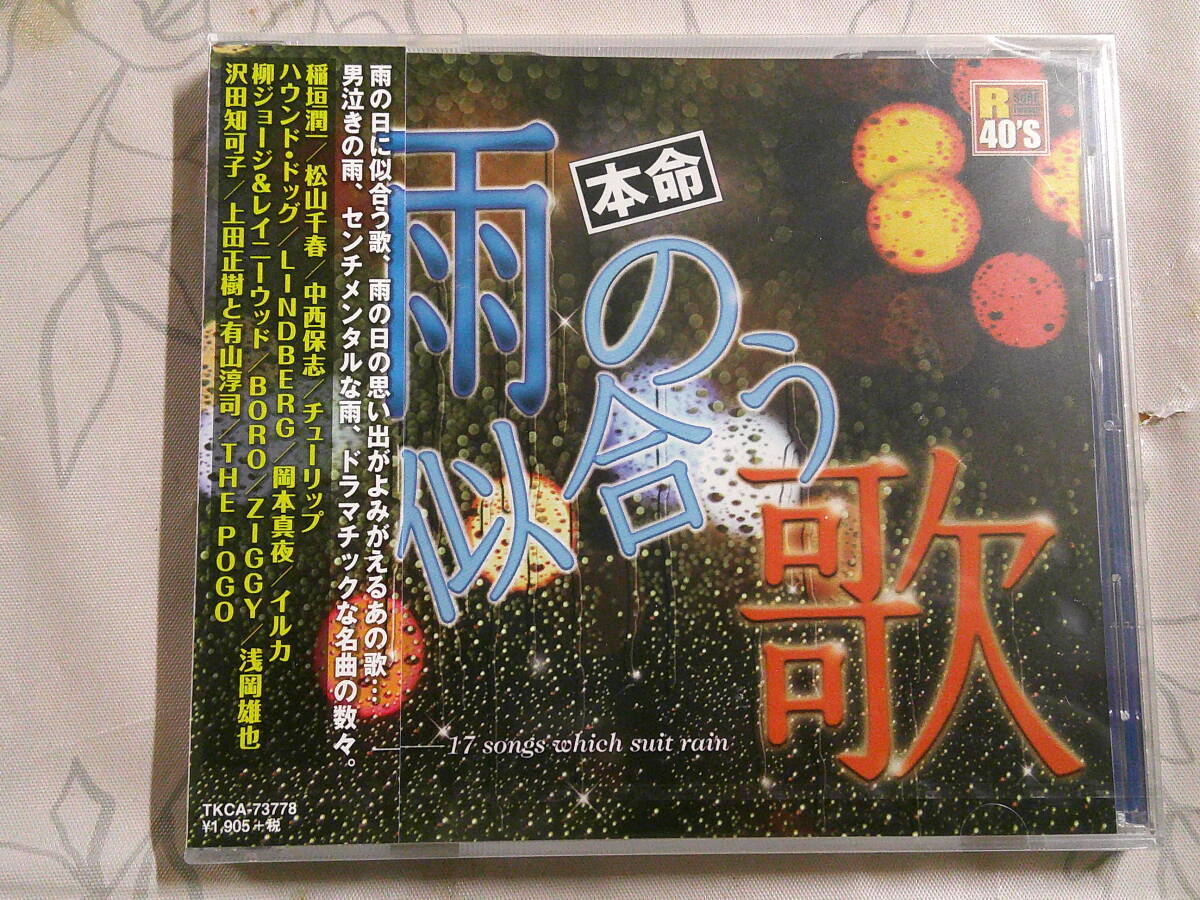 雨の日に似合う歌、雨の日の思い出がよみがえるあの歌…
男泣きの雨、センチメンタルな雨、ドラマチックな名曲の数々。
稲垣潤一／松山千春／中西保志／チューリップ
ハウンド・ドッグ／LINDBERG／岡本真夜／イルカ
柳ジョージ&レイニーウッド／BORO／ZIGGY／浅岡雄也
沢田知可子／上田正樹と有山淳司／THE POGO
TKCA-73778
¥1,905+税
本命
雨の似合う歌
17 songs which suit rain
R
40'S